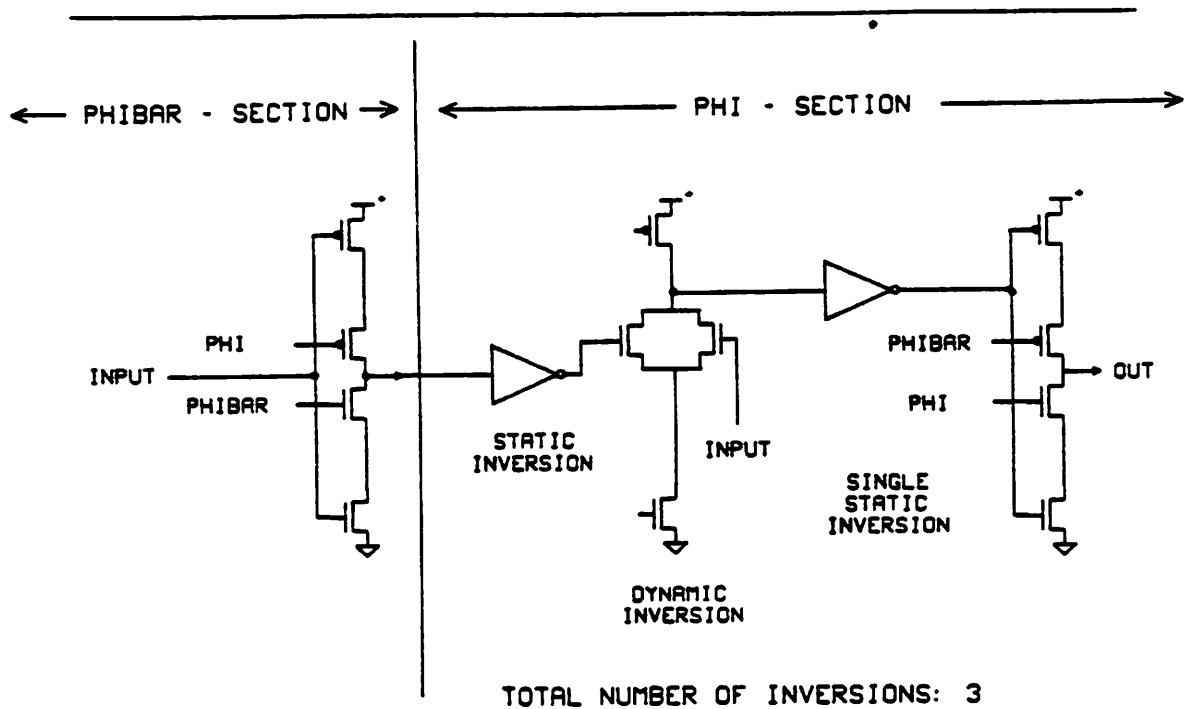 PHIBAR - SECTION
PHI - SECTION
PHI
INPUT
PHIBAR
STATIC
INVERSION
INPUT
DYNAMIC
INVERSION
SINGLE
STATIC
INVERSION
PHIBAR
PHI
OUT
TOTAL NUMBER OF INVERSIONS: 3